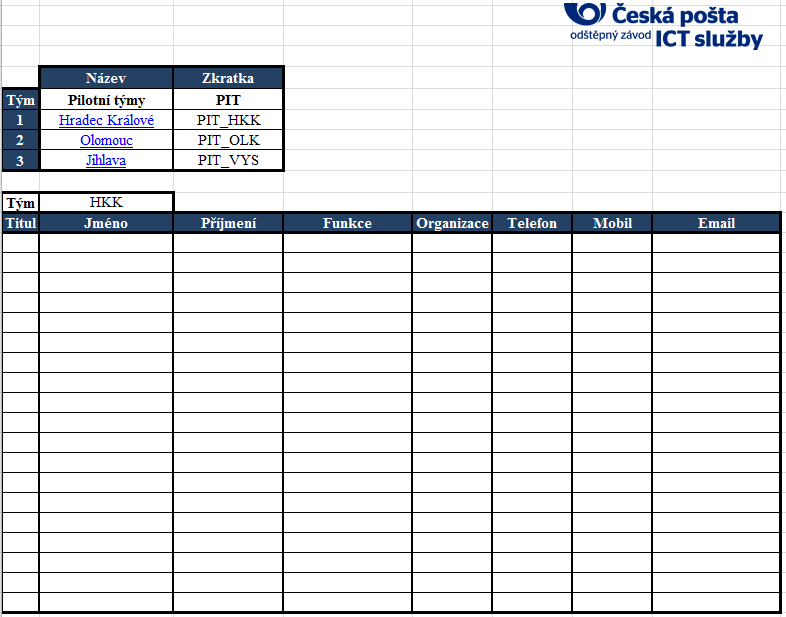 Česká pošta
odštěpný závod ICT služby
Název Zkratka
Tým Pilotní týmy PIT
1 Hradec Králové PIT_HKK
2 Olomouc PIT_OLK
3 Jihlava PIT_VYS
Tým HKK
Titul Jméno Příjmení Funkce Organizace Telefon Mobil Email